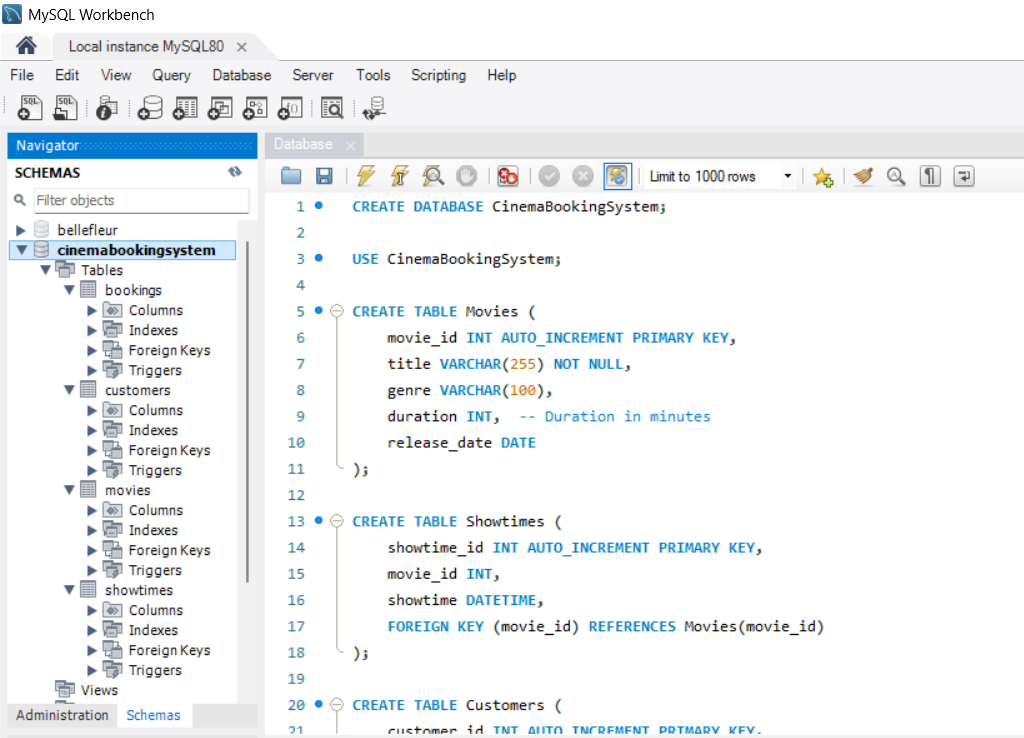 MySQL Workbench
Local instance MySQL80
File Edit View Query Database Server Tools Scripting Help
Navigator
SCHEMAS
Filter objects
bellefleur
cinemabookingsystem
Tables
bookings
Columns
Indexes
Foreign Keys
Triggers
customers
Columns
Indexes
Foreign Keys
Triggers
movies
Columns
Indexes
Foreign Keys
Triggers
showtimes
Columns
Indexes
Foreign Keys
Triggers
Views
Administration Schemas
Database
Limit to 1000 rows
1 CREATE DATABASE CinemaBookingSystem;
2
3 USE CinemaBookingSystem;
4
5 CREATE TABLE Movies (
6 movie_id INT AUTO_INCREMENT PRIMARY KEY,
7 title VARCHAR(255) NOT NULL,
8 genre VARCHAR(100),
9 duration INT, -- Duration in minutes
10 release_date DATE
11 );
12
13 CREATE TABLE Showtimes (
14 showtime_id INT AUTO_INCREMENT PRIMARY KEY,
15 movie_id INT,
16 showtime DATETIME,
17 FOREIGN KEY (movie_id) REFERENCES Movies(movie_id)
18 );
19
20 CREATE TABLE Customers (
21 customer_id INT AUTO_INCREMENT PRIMARY KEY,